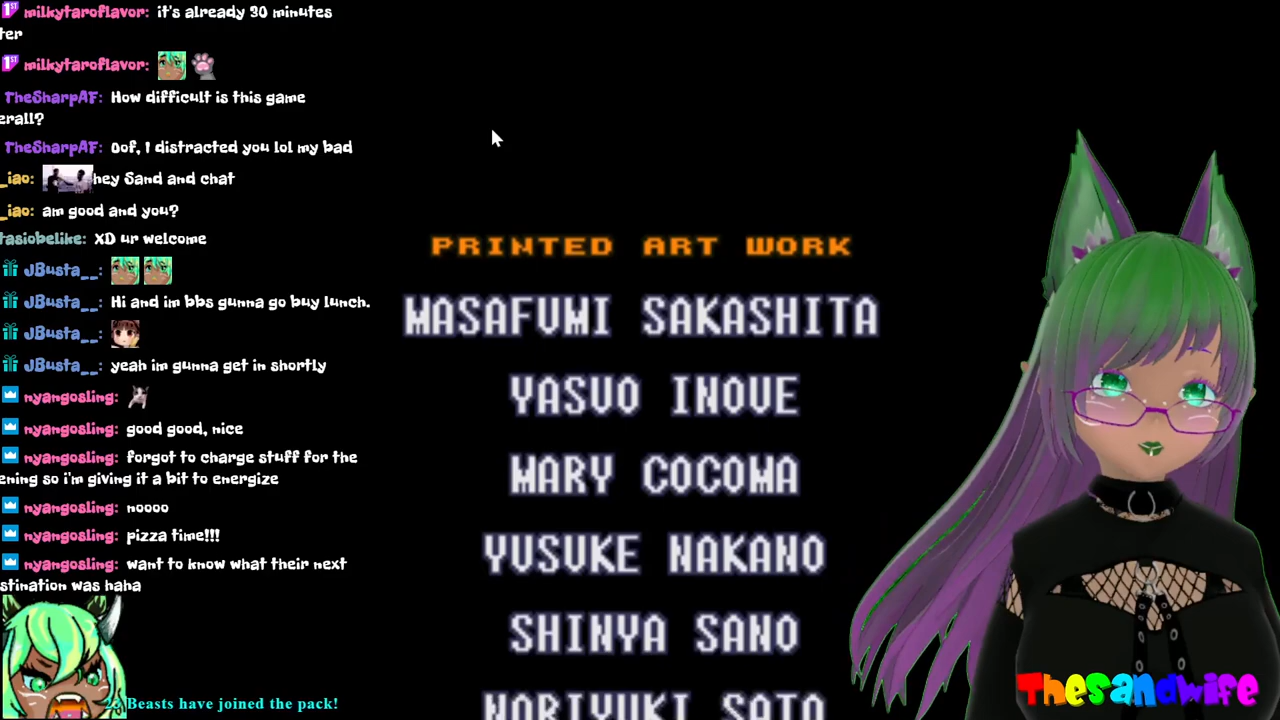 milkytaroflavor: it's already 30 minutes
ter
milkytaroflavor:
TheSharpAF: How difficult is this game
erall?
TheSharpAF: Oof, I distracted you lol my bad
_iao: hey Sand and chat
_iao: am good and you?
tasiobelike: XD ur welcome
JBusta__:
JBusta__: Hi and im bbs gunna go buy lunch.
JBusta__:
JBusta__: yeah im gunna get in shortly
nyangosling:
nyangosling: good good, nice
nyangosling: forgot to charge stuff for the
ening so i'm giving it a bit to energize
nyangosling: noooo
nyangosling: pizza time!!!
nyangosling: want to know what their next
stination was haha
Beasts have joined the pack!
PRINTED ART WORK
MASAFUMI SAKASHITA
YASUO INOUE
MARY COCOMA
YUSUKE NAKANO
SHINYA SANO
NORIYUKI SATO
TheSandwife